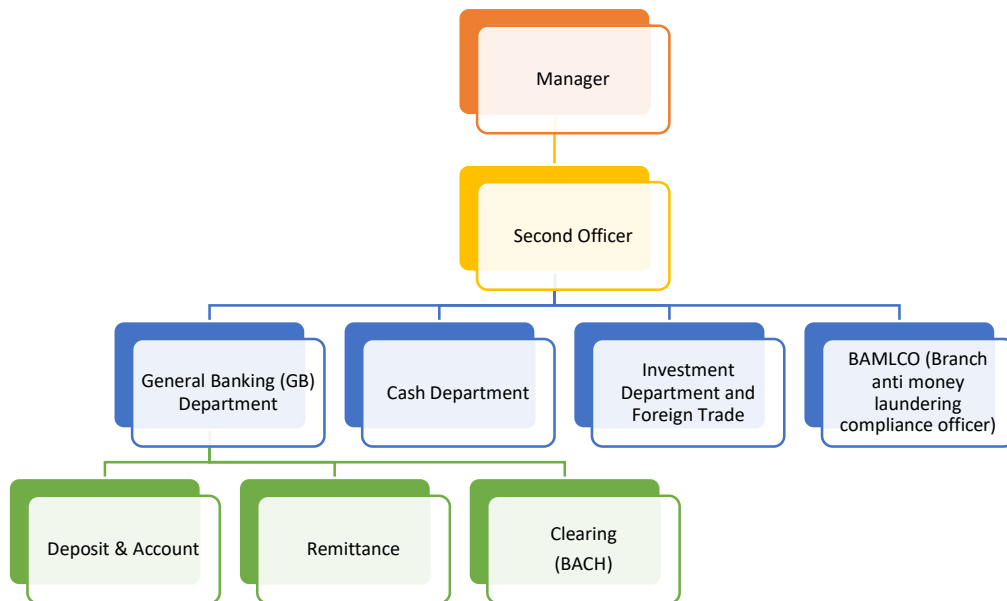 Manager
Second Officer
General Banking (GB)
Department
Cash Department
Investment
Department and
Foreign Trade
BAMLCO (Branch
anti money
laundering
compliance officer)
Deposit & Account
Remittance
Clearing
(BACH)